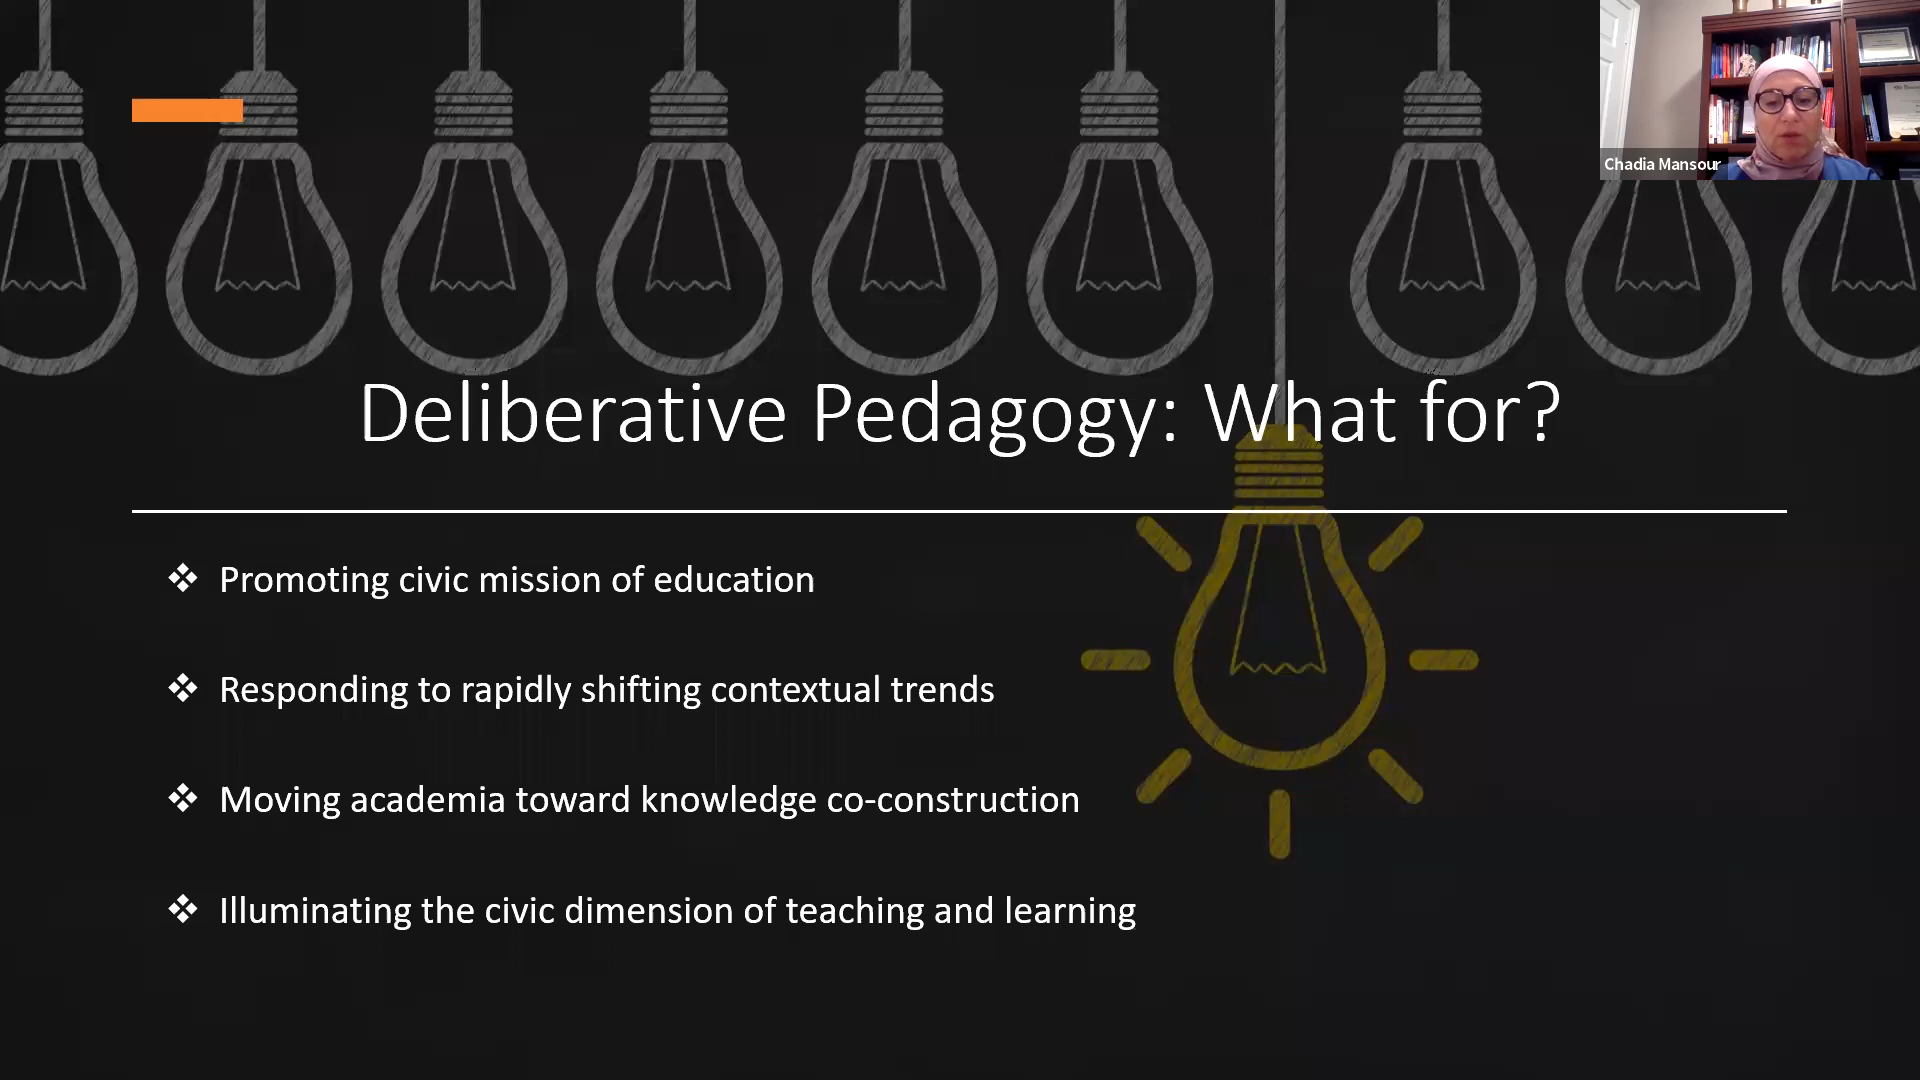 Chadia Mansour
Deliberative Pedagogy: What for?
❖ Promoting civic mission of education
❖ Responding to rapidly shifting contextual trends
❖ Moving academia toward knowledge co-construction
❖ Illuminating the civic dimension of teaching and learning